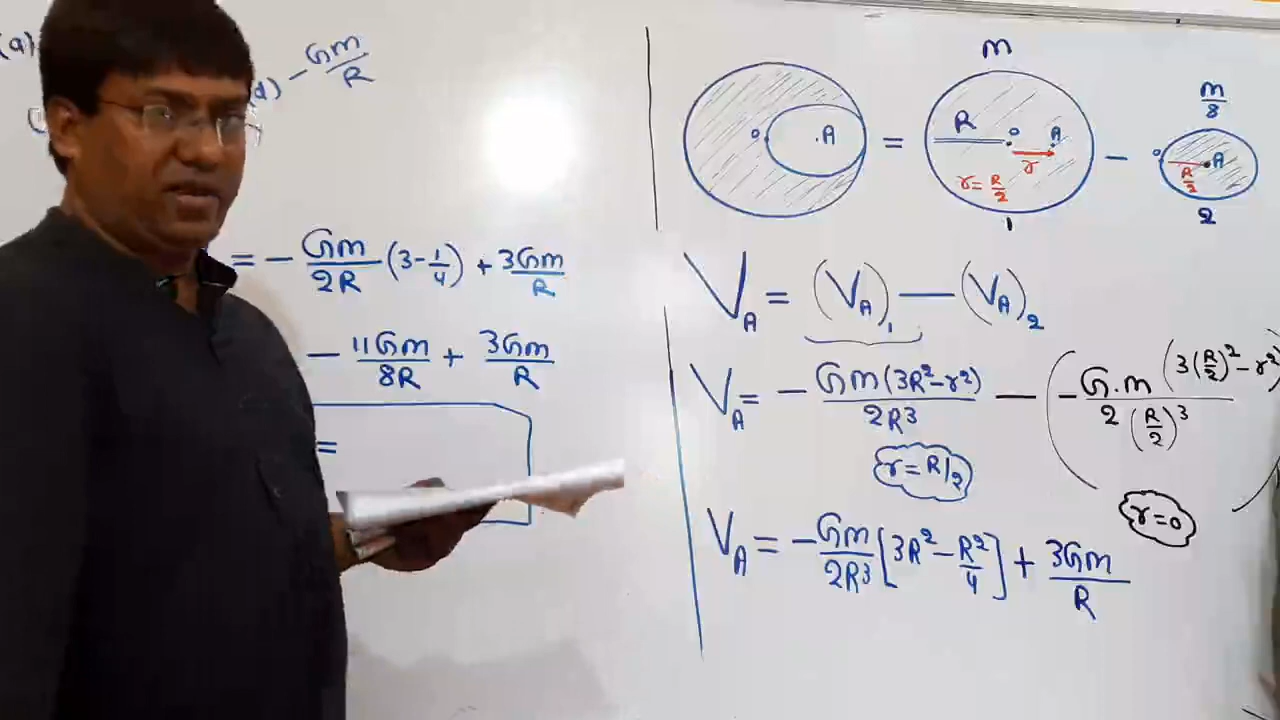 (a)
(d) - Gm/R
= - Gm/2R (3 - 1/4) + 3Gm/R
- 11Gm/8R + 3Gm/R
=
m
m/8
o .A = R o A r r = R/2 - o A R/2
1 2
V_A = (V_A)_1 — (V_A)_2
V_A = - Gm(3R² - r²)/2R³ — (- G.m (3(R/2)² - r²)/2(R/2)³
r = R/2
r = 0
V_A = - Gm/2R³ [3R² - R²/4] + 3Gm/R